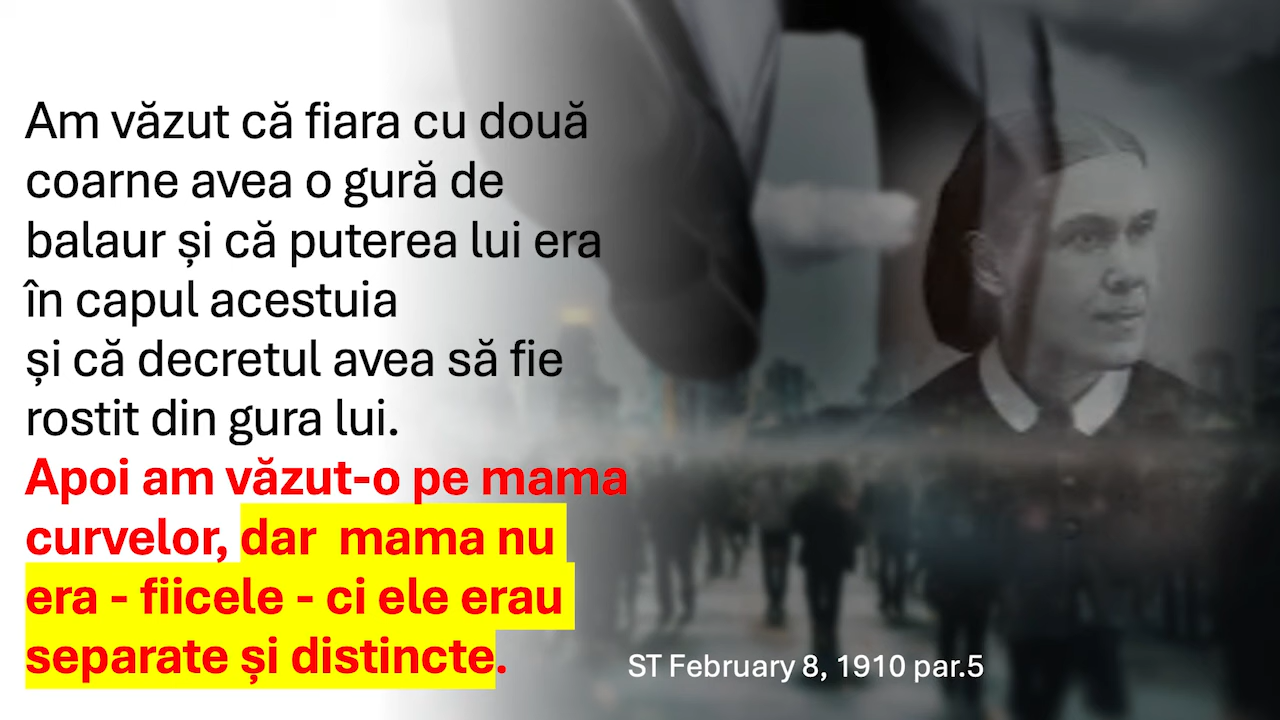 Am văzut că fiara cu două
coarne avea o gură de
balaur și că puterea lui era
în capul acestuia
și că decretul avea să fie
rostit din gura lui.
Apoi am văzut-o pe mama
curvelor, dar mama nu
era - fiicele - ci ele erau
separate și distincte.
ST February 8, 1910 par.5